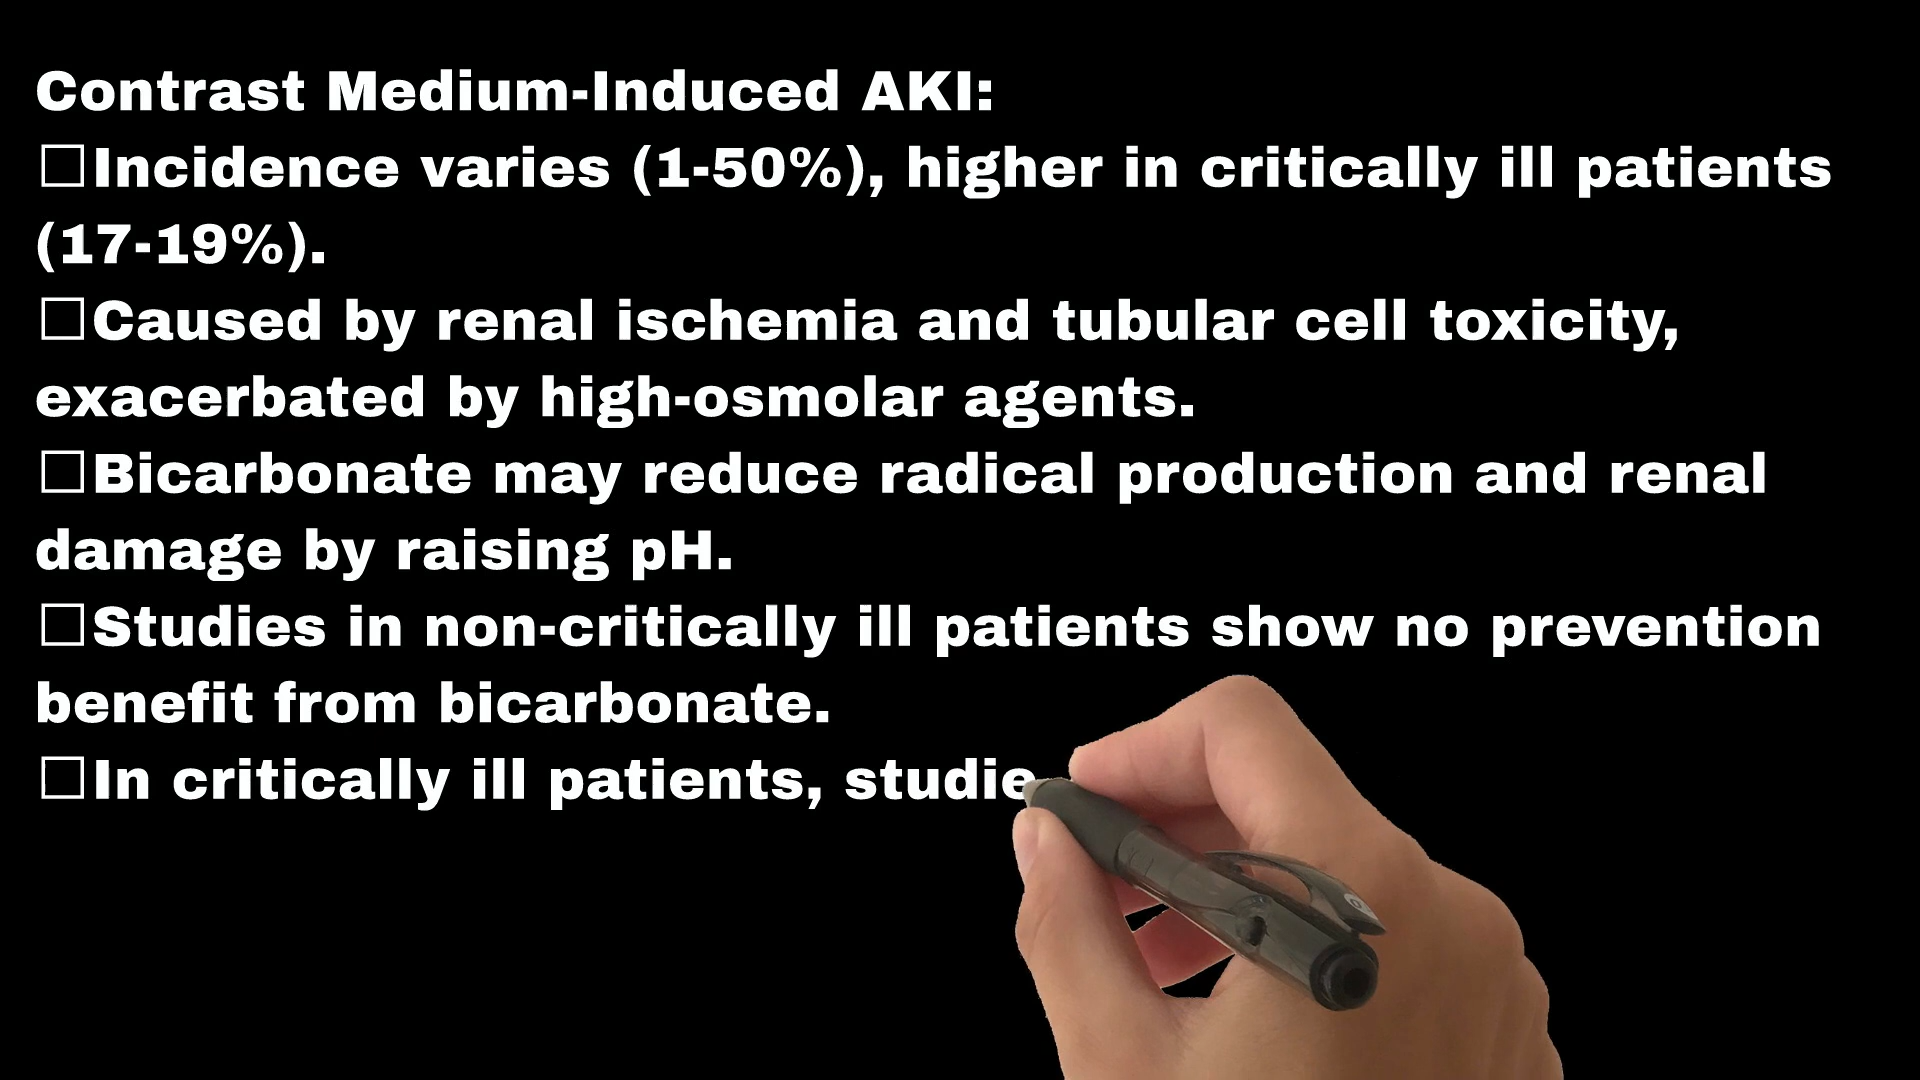 Contrast Medium-Induced AKI:
☐Incidence varies (1-50%), higher in critically ill patients
(17-19%).
☐Caused by renal ischemia and tubular cell toxicity,
exacerbated by high-osmolar agents.
☐Bicarbonate may reduce radical production and renal
damage by raising pH.
☐Studies in non-critically ill patients show no prevention
benefit from bicarbonate.
☐In critically ill patients, studie